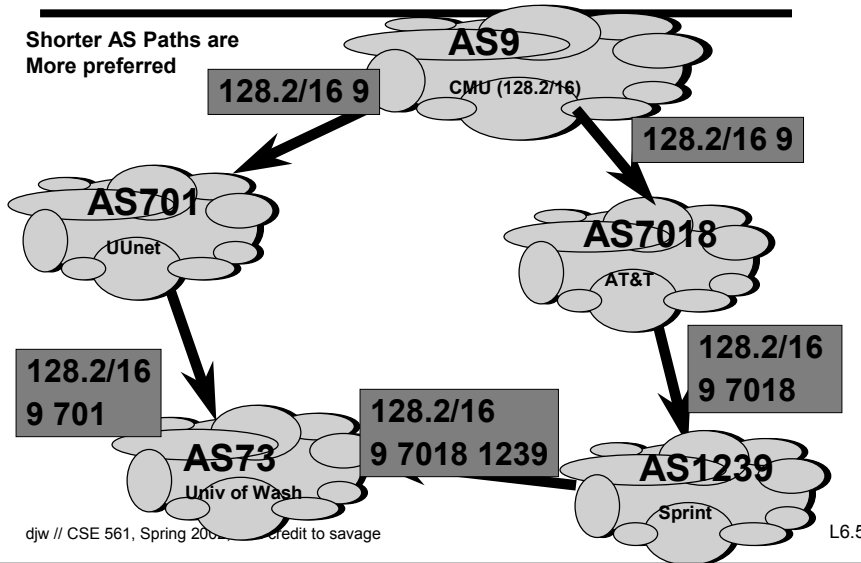 Shorter AS Paths are
More preferred
AS9
CMU (128.2/16)
128.2/16 9
128.2/16 9
AS701
UUnet
AS7018
AT&T
128.2/16
9 701
128.2/16
9 7018
128.2/16
9 7018 1239
AS73
Univ of Wash
AS1239
Sprint
djw // CSE 561, Spring credit to savage
L6.5